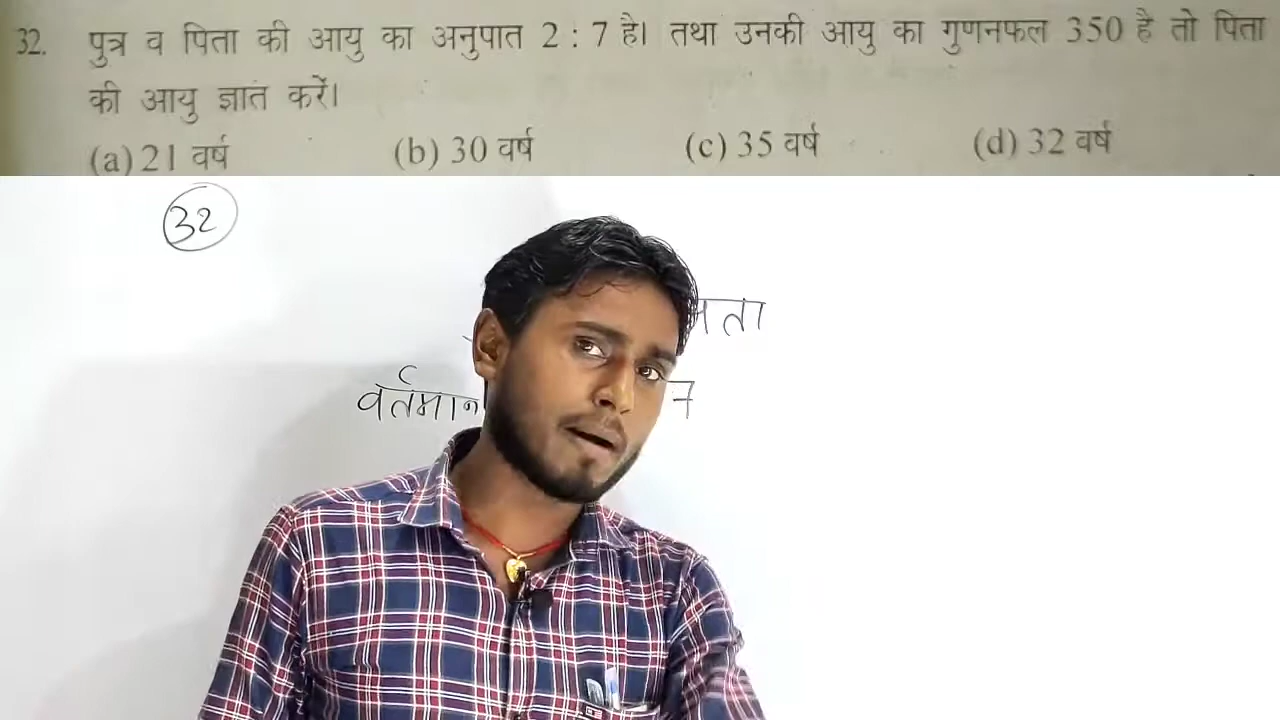 32. पुत्र व पिता की आयु का अनुपात 2 : 7 है। तथा उनकी आयु का गुणनफल 350 है तो पिता
की आयु ज्ञात करें।
(a) 21 वर्ष (b) 30 वर्ष (c) 35 वर्ष (d) 32 वर्ष
32
वर्तमान 7